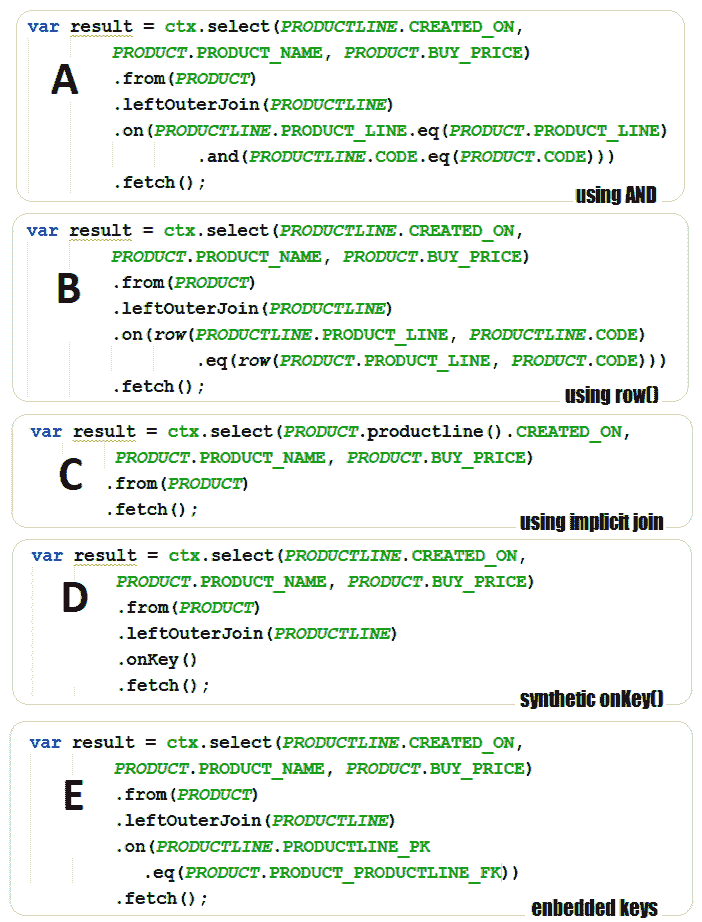 var result = ctx.select(PRODUCTLINE.CREATED_ON,
PRODUCT.PRODUCT_NAME, PRODUCT.BUY_PRICE)
A
.from(PRODUCT)
.leftOuterJoin(PRODUCTLINE)
.on(PRODUCTLINE.PRODUCT_LINE.eq(PRODUCT.PRODUCT_LINE)
.and(PRODUCTLINE.CODE.eq(PRODUCT.CODE)))
.fetch();
using AND
var result = ctx.select(PRODUCTLINE.CREATED_ON,
PRODUCT.PRODUCT_NAME, PRODUCT.BUY_PRICE)
B
.from(PRODUCT)
.leftOuterJoin(PRODUCTLINE)
.on(row(PRODUCTLINE.PRODUCT_LINE, PRODUCTLINE.CODE)
.eq(row(PRODUCT.PRODUCT_LINE, PRODUCT.CODE)))
.fetch();
using row()
var result = ctx.select(PRODUCT.productline().CREATED_ON,
PRODUCT.PRODUCT_NAME, PRODUCT.BUY_PRICE)
C
.from(PRODUCT)
.fetch();
using implicit join
var result = ctx.select(PRODUCTLINE.CREATED_ON,
PRODUCT.PRODUCT_NAME, PRODUCT.BUY_PRICE)
D
.from(PRODUCT)
.leftOuterJoin(PRODUCTLINE)
.onKey()
.fetch();
synthetic onKey()
var result = ctx.select(PRODUCTLINE.CREATED_ON,
PRODUCT.PRODUCT_NAME, PRODUCT.BUY_PRICE)
E
.from(PRODUCT)
.leftOuterJoin(PRODUCTLINE)
.on(PRODUCTLINE.PRODUCTLINE_PK
.eq(PRODUCT.PRODUCT_PRODUCTLINE_FK))
.fetch();
enbedded keys